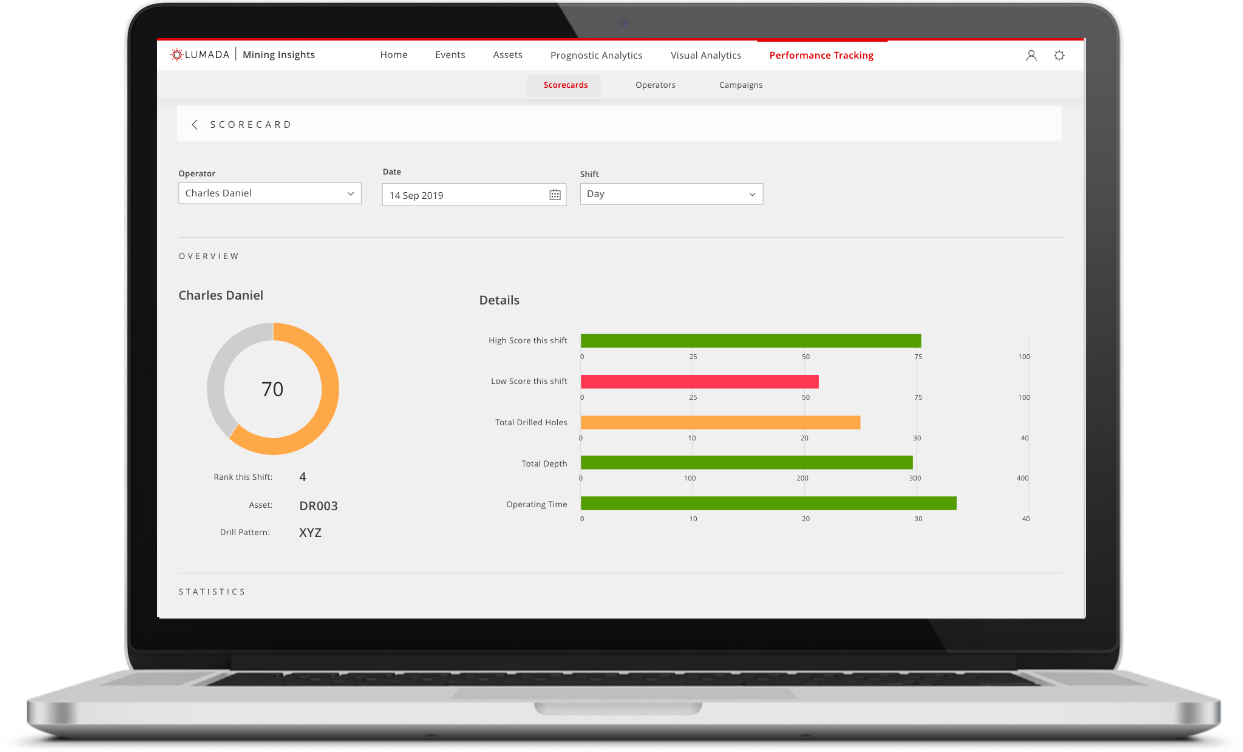 LUMADA Mining Insights Home Events Assets Prognostic Analytics Visual Analytics Performance Tracking
Scorecards Operators Campaigns
SCORECARD
Operator Date Shift
Charles Daniel 14 Sep 2019 Day
OVERVIEW
Charles Daniel
70
Rank this Shift: 4
Asset: DR003
Drill Pattern: XYZ
Details
High Score this shift
0 25 50 75 100
Low Score this shift
0 25 50 75 100
Total Drilled Holes
0 10 20 30 40
Total Depth
0 100 200 300 400
Operating Time
0 10 20 30 40
STATISTICS